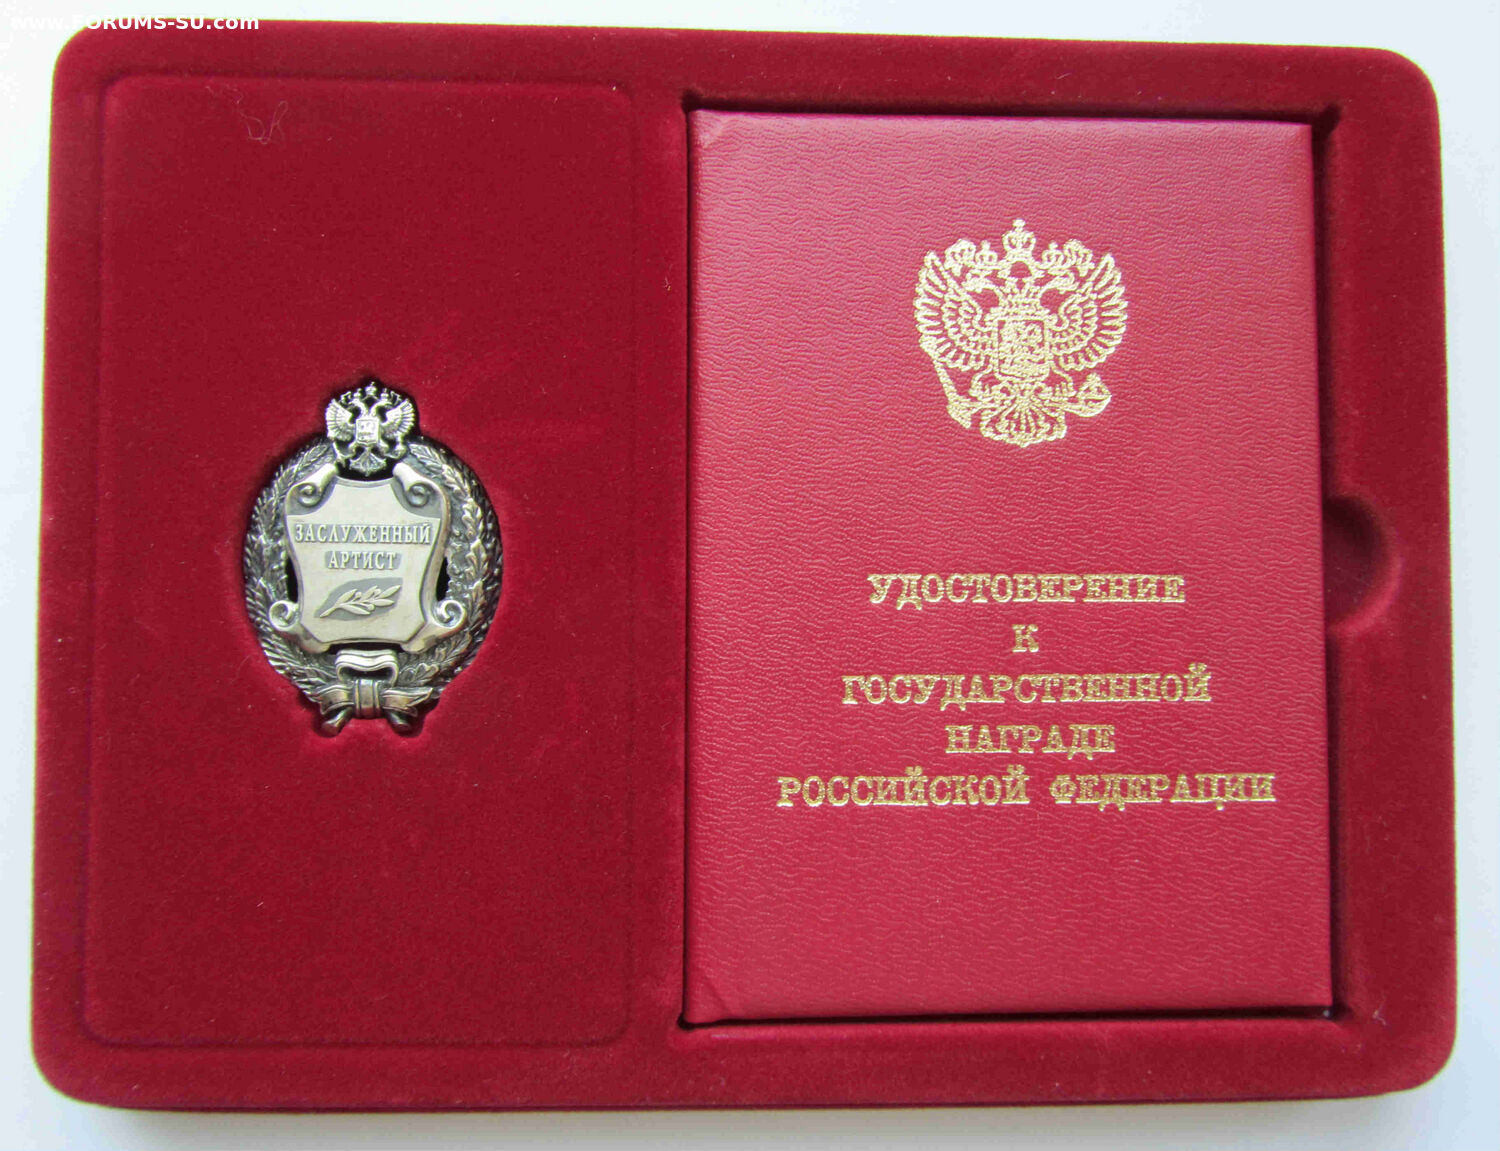 www.FORUMS-SU.com
ЗАСЛУЖЕННЫЙ
АРТИСТ
УДОСТОВЕРЕНИЕ
К
ГОСУДАРСТВЕННОЙ
НАГРАДЕ
РОССИЙСКОЙ ФЕДЕРАЦИИ